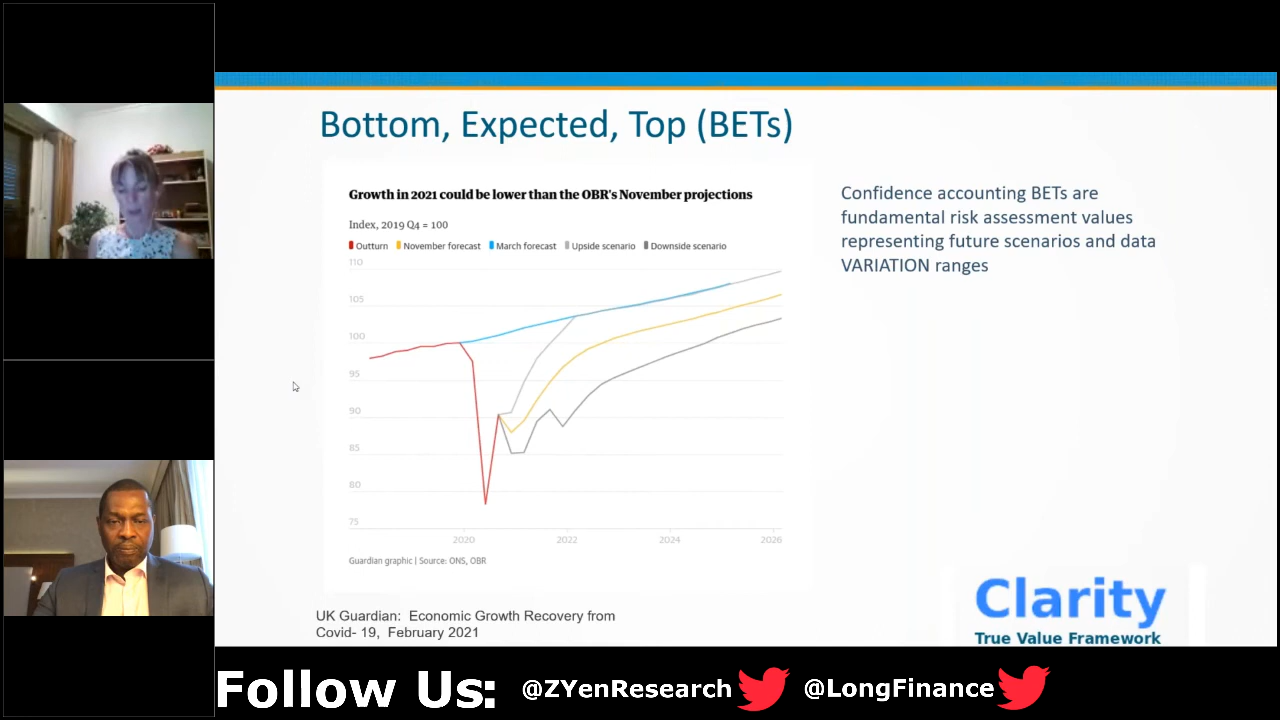 Bottom, Expected, Top (BETs)
Growth in 2021 could be lower than the OBR's November projections
Index, 2019 Q4 = 100
Outturn November forecast March forecast Upside scenario Downside scenario
110
105
100
95
90
85
80
75
2020 2022 2024 2026
Guardian graphic | Source: ONS, OBR
UK Guardian: Economic Growth Recovery from
Covid- 19, February 2021
Confidence accounting BETs are
fundamental risk assessment values
representing future scenarios and data
VARIATION ranges
Clarity
True Value Framework
Follow Us: @ZYenResearch @LongFinance